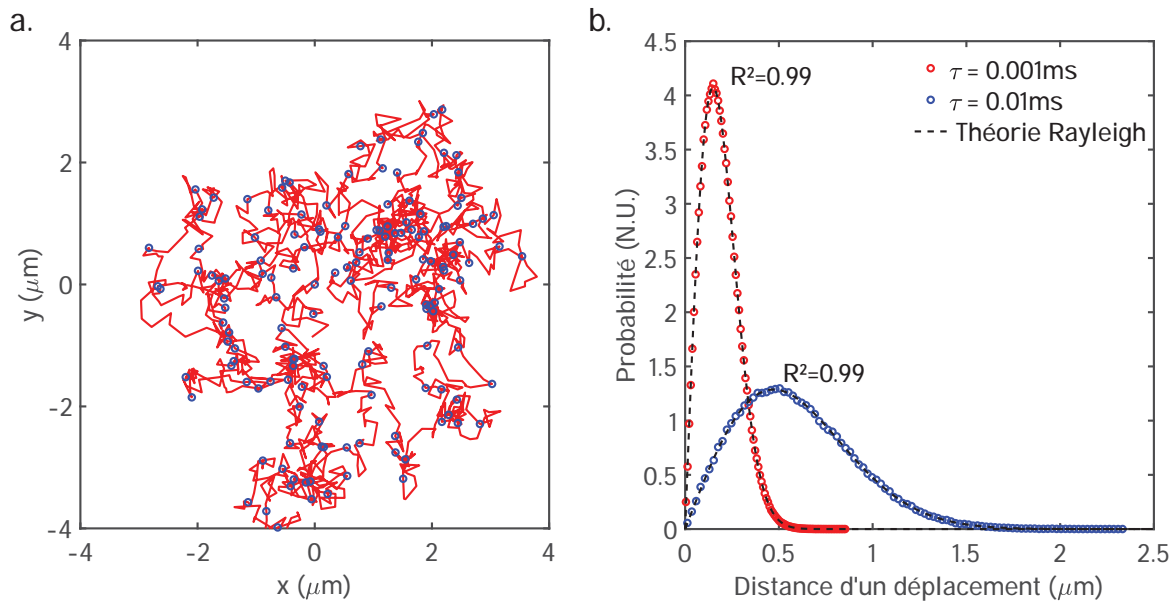 a.
4
2
0
-2
-4
y (μm)
-4
-2
0
2
4
x (μm)
b.
4.5
4
3.5
3
2.5
2
1.5
1
0.5
0
Probabilité (N.U.)
R²=0.99
R²=0.99
τ = 0.001ms
τ = 0.01ms
Théorie Rayleigh
0
0.5
1
1.5
2
2.5
Distance d'un déplacement (μm)